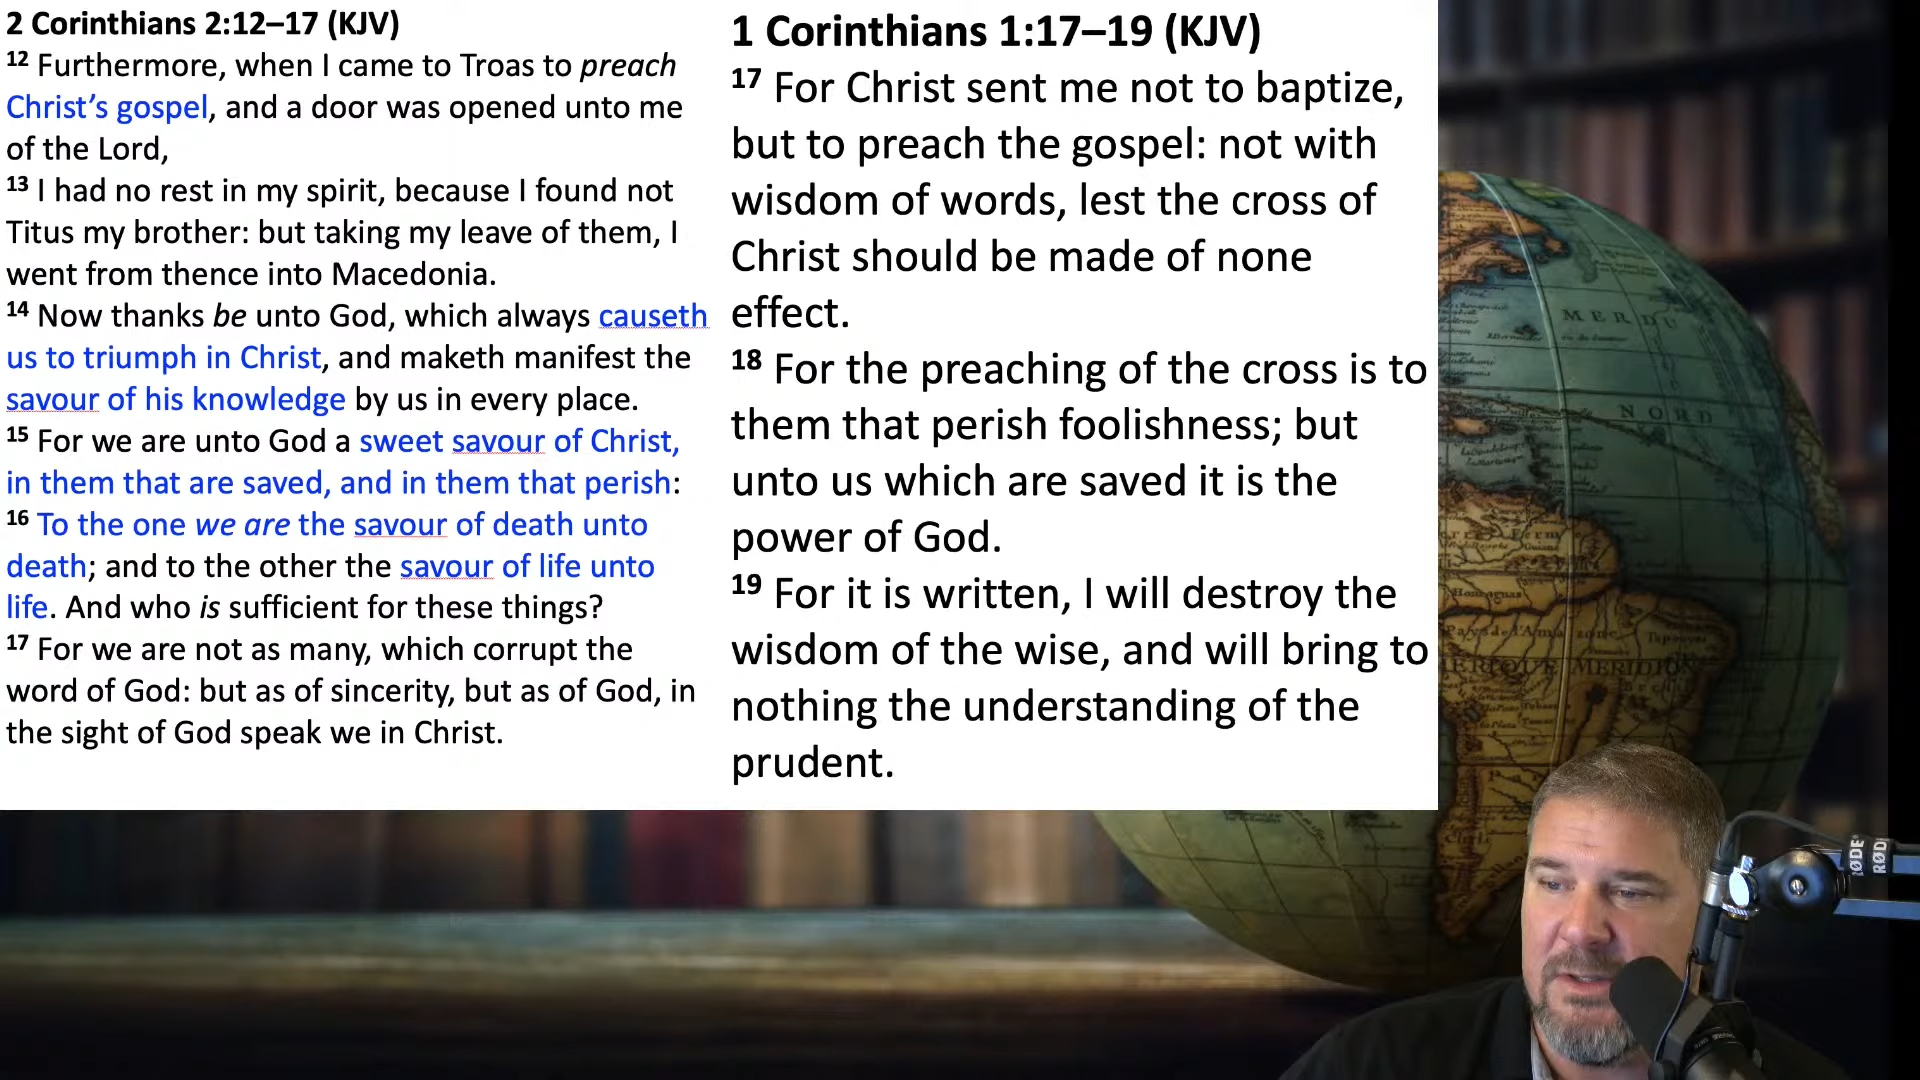 2 Corinthians 2:12–17 (KJV)
12 Furthermore, when I came to Troas to preach
Christ’s gospel, and a door was opened unto me
of the Lord,
13 I had no rest in my spirit, because I found not
Titus my brother: but taking my leave of them, I
went from thence into Macedonia.
14 Now thanks be unto God, which always causeth
us to triumph in Christ, and maketh manifest the
savour of his knowledge by us in every place.
15 For we are unto God a sweet savour of Christ,
in them that are saved, and in them that perish:
16 To the one we are the savour of death unto
death; and to the other the savour of life unto
life. And who is sufficient for these things?
17 For we are not as many, which corrupt the
word of God: but as of sincerity, but as of God, in
the sight of God speak we in Christ.
1 Corinthians 1:17–19 (KJV)
17 For Christ sent me not to baptize,
but to preach the gospel: not with
wisdom of words, lest the cross of
Christ should be made of none
effect.
18 For the preaching of the cross is to
them that perish foolishness; but
unto us which are saved it is the
power of God.
19 For it is written, I will destroy the
wisdom of the wise, and will bring to
nothing the understanding of the
prudent.
MER DU
NORD
MERIDION
RØDE
RØD